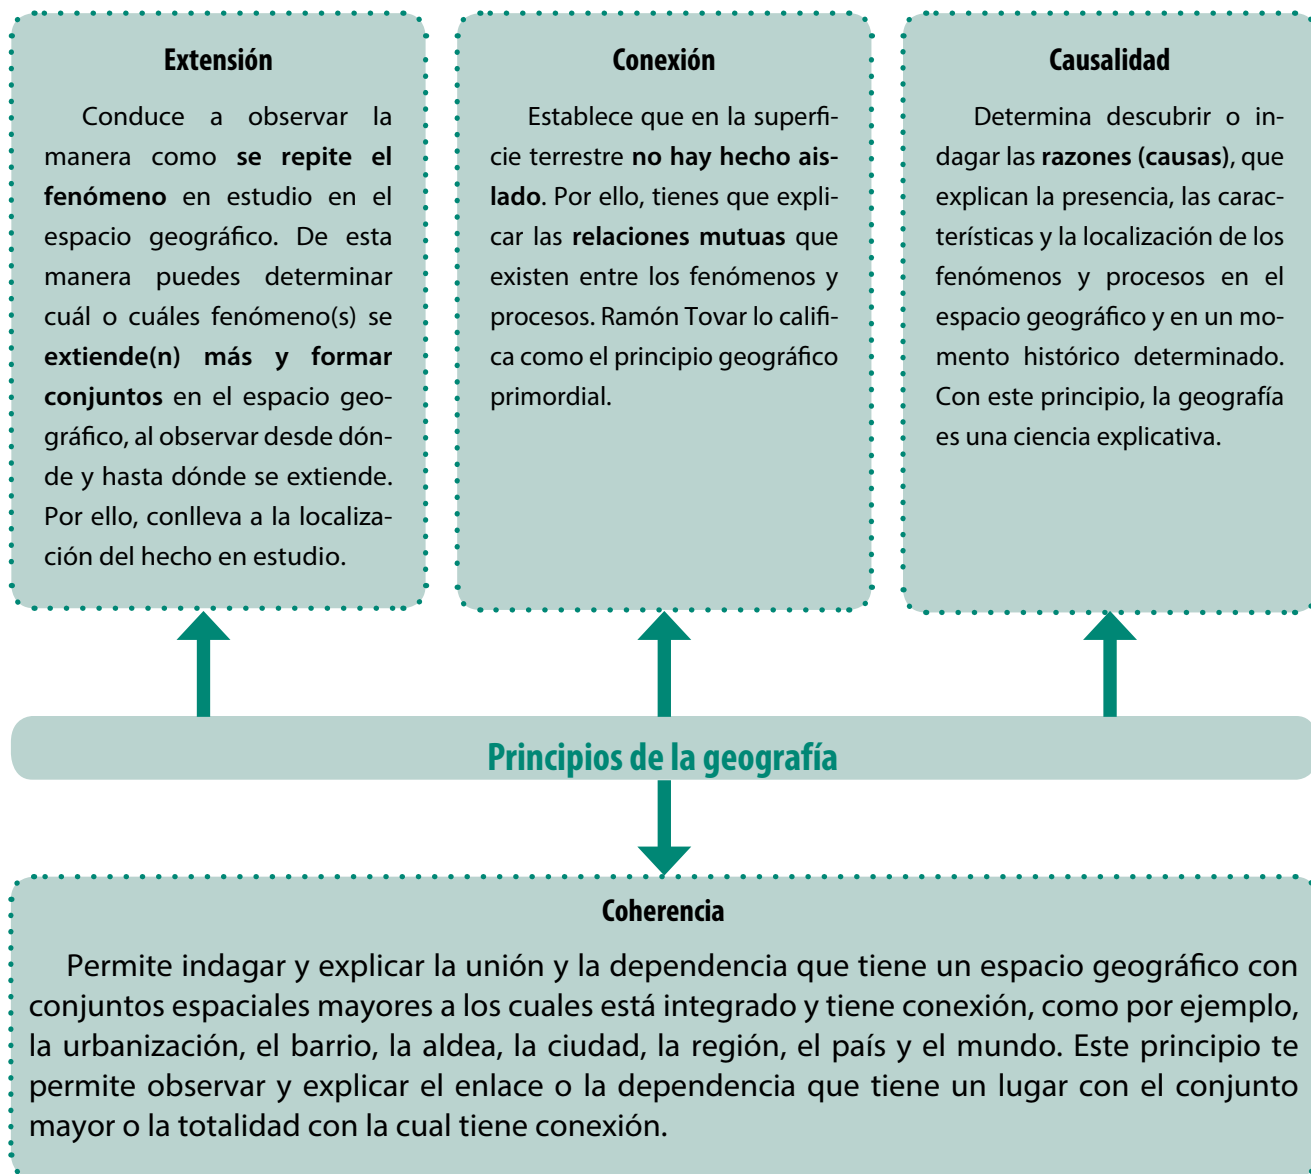 Extensión
Conduce a observar la
manera como se repite el
fenómeno en estudio en el
espacio geográfico. De esta
manera puedes determinar
cuál o cuáles fenómeno(s) se
extiende(n) más y formar
conjuntos en el espacio geo-
gráfico, al observar desde dón-
de y hasta dónde se extiende.
Por ello, conlleva a la localiza-
ción del hecho en estudio.
Conexión
Establece que en la superfi-
cie terrestre no hay hecho ais-
lado. Por ello, tienes que expli-
car las relaciones mutuas que
existen entre los fenómenos y
procesos. Ramón Tovar lo califi-
ca como el principio geográfico
primordial.
Causalidad
Determina descubrir o in-
dagar las razones (causas), que
explican la presencia, las carac-
terísticas y la localización de los
fenómenos y procesos en el
espacio geográfico y en un mo-
mento histórico determinado.
Con este principio, la geografía
es una ciencia explicativa.
Principios de la geografía
Coherencia
Permite indagar y explicar la unión y la dependencia que tiene un espacio geográfico con
conjuntos espaciales mayores a los cuales está integrado y tiene conexión, como por ejemplo,
la urbanización, el barrio, la aldea, la ciudad, la región, el país y el mundo. Este principio te
permite observar y explicar el enlace o la dependencia que tiene un lugar con el conjunto
mayor o la totalidad con la cual tiene conexión.